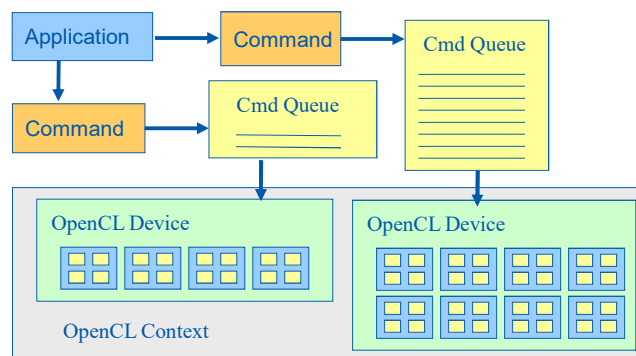 Application
Command
Cmd Queue
Cmd Queue
Command
OpenCL Device
OpenCL Device
OpenCL Context